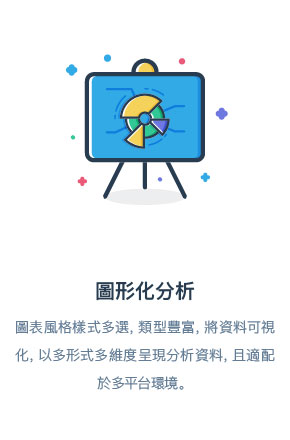 圖形化分析
圖表風格樣式多選, 類型豐富, 將資料可視
化, 以多形式多維度呈現分析資料, 且適配
於多平台環境。